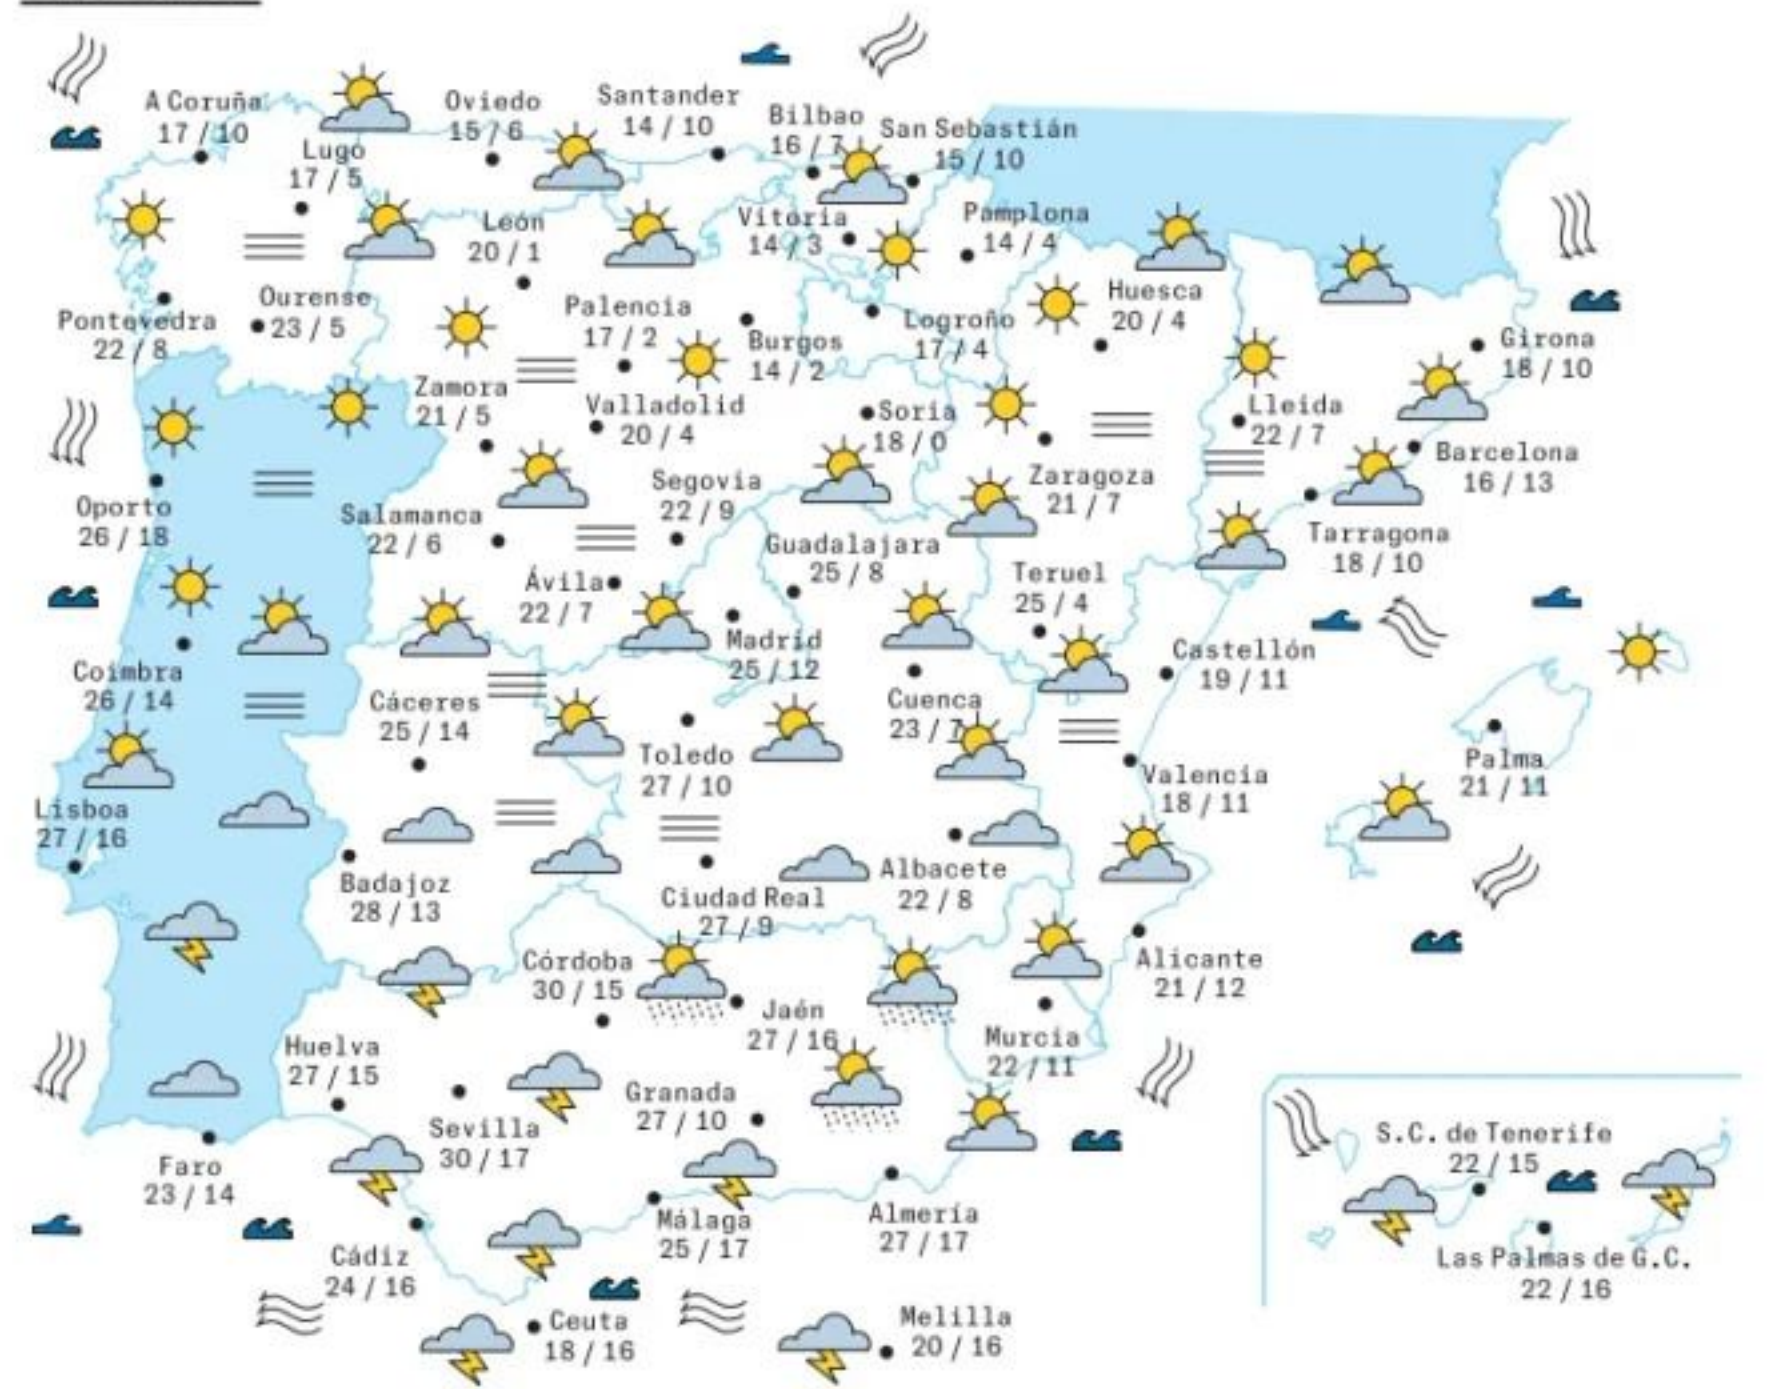 A Coruña
17 / 10
Lugo
17 / 5
Oviedo
15 / 6
Santander
14 / 10
Bilbao
16 / 7
San Sebastián
15 / 10
León
20 / 1
Vitoria
14 / 3
Pamplona
14 / 4
Pontevedra
22 / 8
Ourense
23 / 5
Palencia
17 / 2
Burgos
14 / 2
Logroño
17 / 4
Huesca
20 / 4
Girona
18 / 10
Zamora
21 / 5
Valladolid
20 / 4
Soria
18 / 0
Lleida
22 / 7
Barcelona
16 / 13
Oporto
26 / 18
Salamanca
22 / 6
Segovia
22 / 9
Zaragoza
21 / 7
Tarragona
18 / 10
Guadalajara
25 / 8
Ávila
22 / 7
Teruel
25 / 4
Madrid
25 / 12
Castellón
19 / 11
Coimbra
26 / 14
Cáceres
25 / 14
Cuenca
23 / 7
Toledo
27 / 10
Palma
21 / 11
Valencia
18 / 11
Lisboa
27 / 16
Badajoz
28 / 13
Ciudad Real
27 / 9
Albacete
22 / 8
Córdoba
30 / 15
Alicante
21 / 12
Jaén
27 / 16
Murcia
22 / 11
Huelva
27 / 15
Granada
27 / 10
Sevilla
30 / 17
Faro
23 / 14
Málaga
25 / 17
Almería
27 / 17
S.C. de Tenerife
22 / 15
Cádiz
24 / 16
Las Palmas de G.C.
22 / 16
Ceuta
18 / 16
Melilla
20 / 16